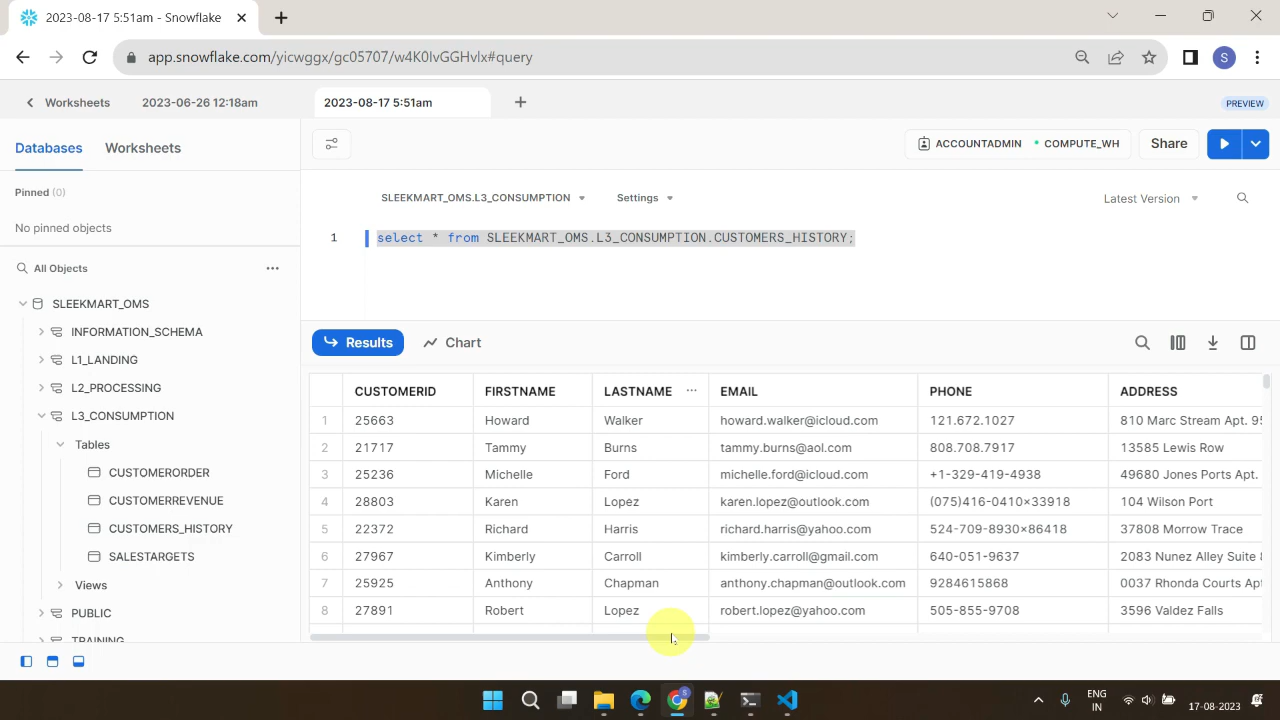 2023-08-17 5:51am - Snowflake
app.snowflake.com/yicwggx/gc05707/w4K0IvGGHvlx#query
S
Worksheets 2023-06-26 12:18am 2023-08-17 5:51am PREVIEW
Databases Worksheets
ACCOUNTADMIN COMPUTE_WH Share
Pinned (0)
No pinned objects
SLEEKMART_OMS.L3_CONSUMPTION Settings Latest Version
1 select * from SLEEKMART_OMS.L3_CONSUMPTION.CUSTOMERS_HISTORY;
All Objects
SLEEKMART_OMS
INFORMATION_SCHEMA
L1_LANDING
L2_PROCESSING
L3_CONSUMPTION
Tables
CUSTOMERORDER
CUSTOMERREVENUE
CUSTOMERS_HISTORY
SALESTARGETS
Views
PUBLIC
TRAINING
Results Chart
CUSTOMERID FIRSTNAME LASTNAME ... EMAIL PHONE ADDRESS
1 25663 Howard Walker howard.walker@icloud.com 121.672.1027 810 Marc Stream Apt. 95
2 21717 Tammy Burns tammy.burns@aol.com 808.708.7917 13585 Lewis Row
3 25236 Michelle Ford michelle.ford@icloud.com +1-329-419-4938 49680 Jones Ports Apt.
4 28803 Karen Lopez karen.lopez@outlook.com (075)416-0410x33918 104 Wilson Port
5 22372 Richard Harris richard.harris@yahoo.com 524-709-8930x86418 37808 Morrow Trace
6 27967 Kimberly Carroll kimberly.carroll@gmail.com 640-051-9637 2083 Nunez Alley Suite
7 25925 Anthony Chapman anthony.chapman@outlook.com 9284615868 0037 Rhonda Courts Apt
8 27891 Robert Lopez robert.lopez@yahoo.com 505-855-9708 3596 Valdez Falls
ENG
IN
17-08-2023